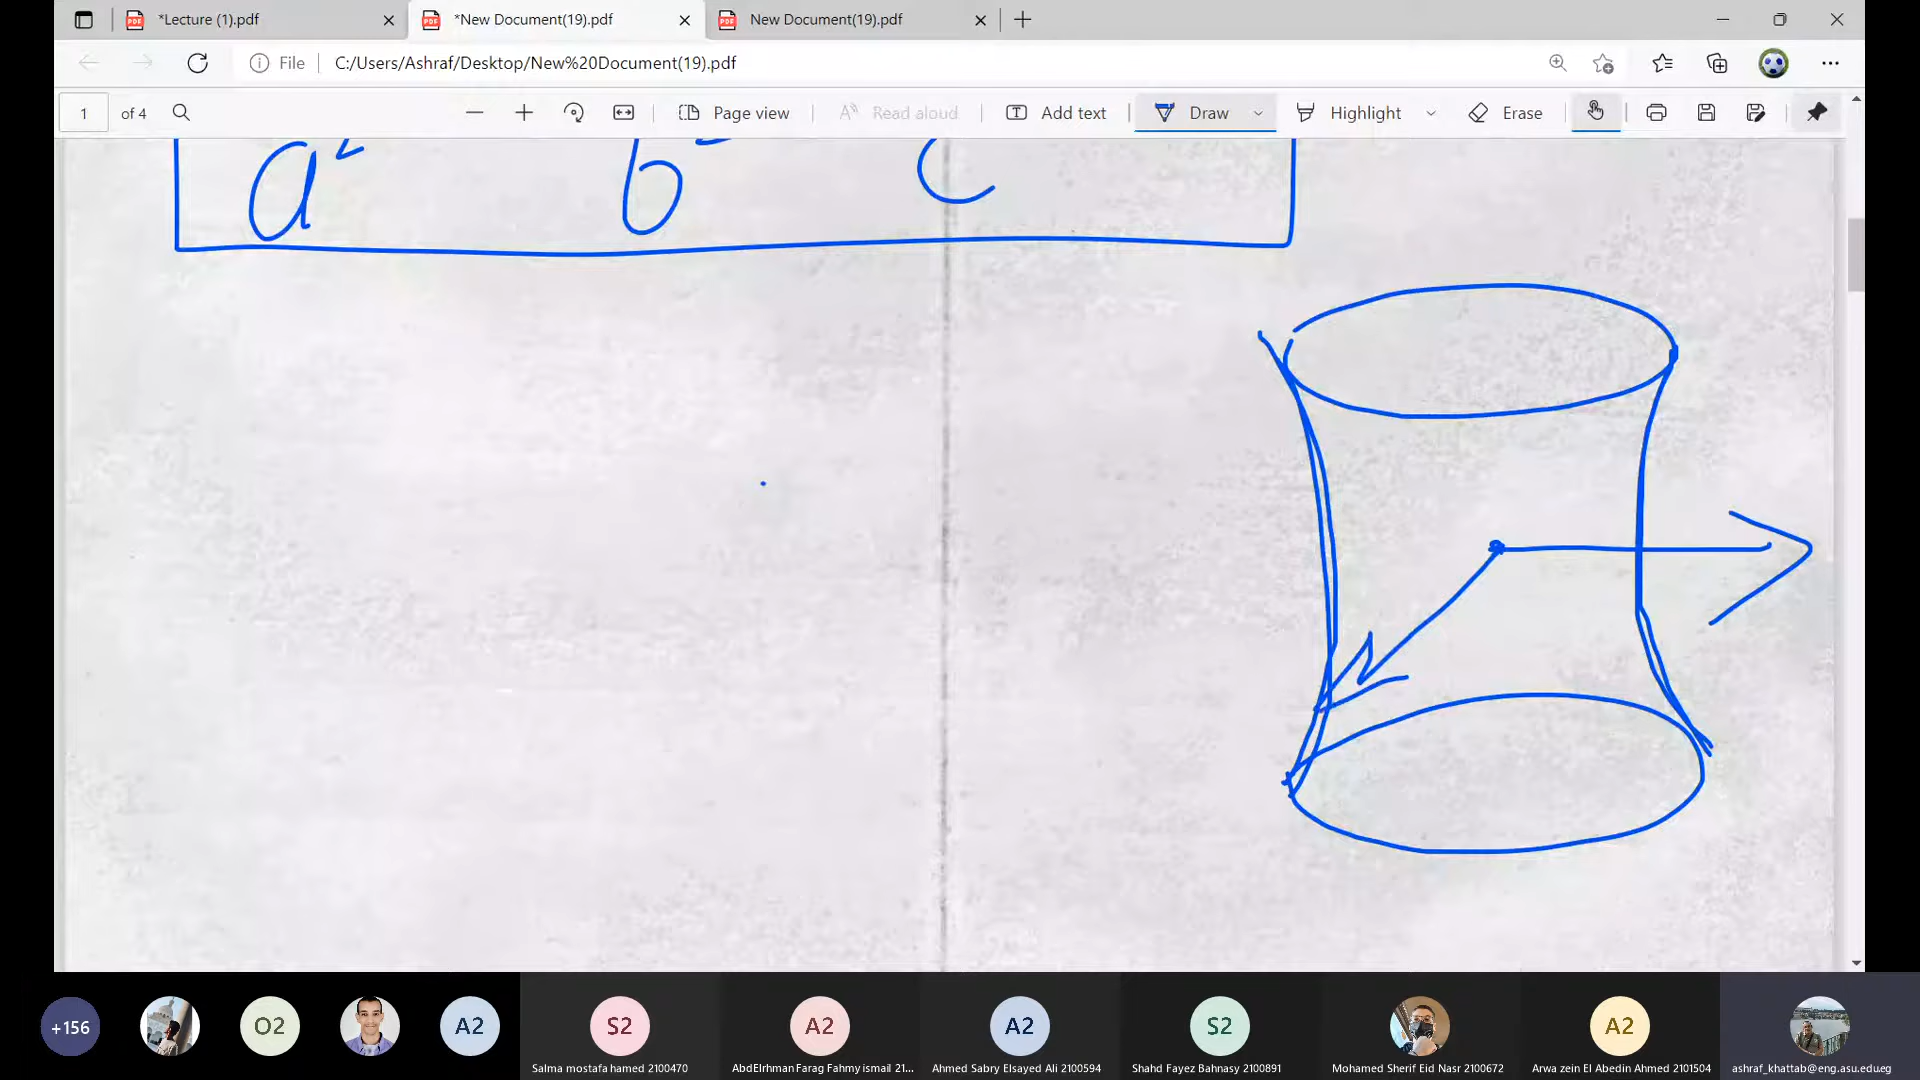 *Lecture (1).pdf
*New Document(19).pdf
New Document(19).pdf
File
C:/Users/Ashraf/Desktop/New%20Document(19).pdf
1 of 4
Page view
Read aloud
Add text
Draw
Highlight
Erase
a² b² c
+156
O2
A2
S2
A2
A2
S2
A2
Salma mostafa hamed 2100470
AbdElrhman Farag Fahmy ismail 21...
Ahmed Sabry Elsayed Ali 2100594
Shahd Fayez Bahnasy 2100891
Mohamed Sherif Eid Nasr 2100672
Arwa zein El Abedin Ahmed 2101504
ashraf_khattab@eng.asu.edu.eg